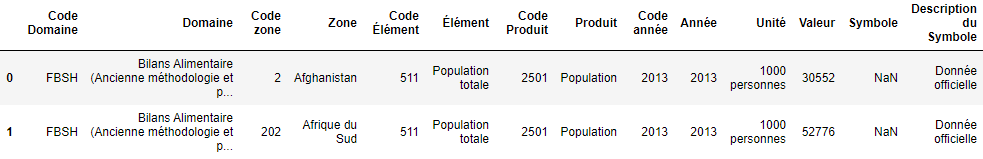 Code Domaine Domaine Code zone Zone Code Élément Élément Code Produit Produit Code année Année Unité Valeur Symbole Description du Symbole
0 FBSH Bilans Alimentaire (Ancienne méthodologie et p... 2 Afghanistan 511 Population totale 2501 Population 2013 2013 1000 personnes 30552 NaN Donnée officielle
1 FBSH Bilans Alimentaire (Ancienne méthodologie et p... 202 Afrique du Sud 511 Population totale 2501 Population 2013 2013 1000 personnes 52776 NaN Donnée officielle